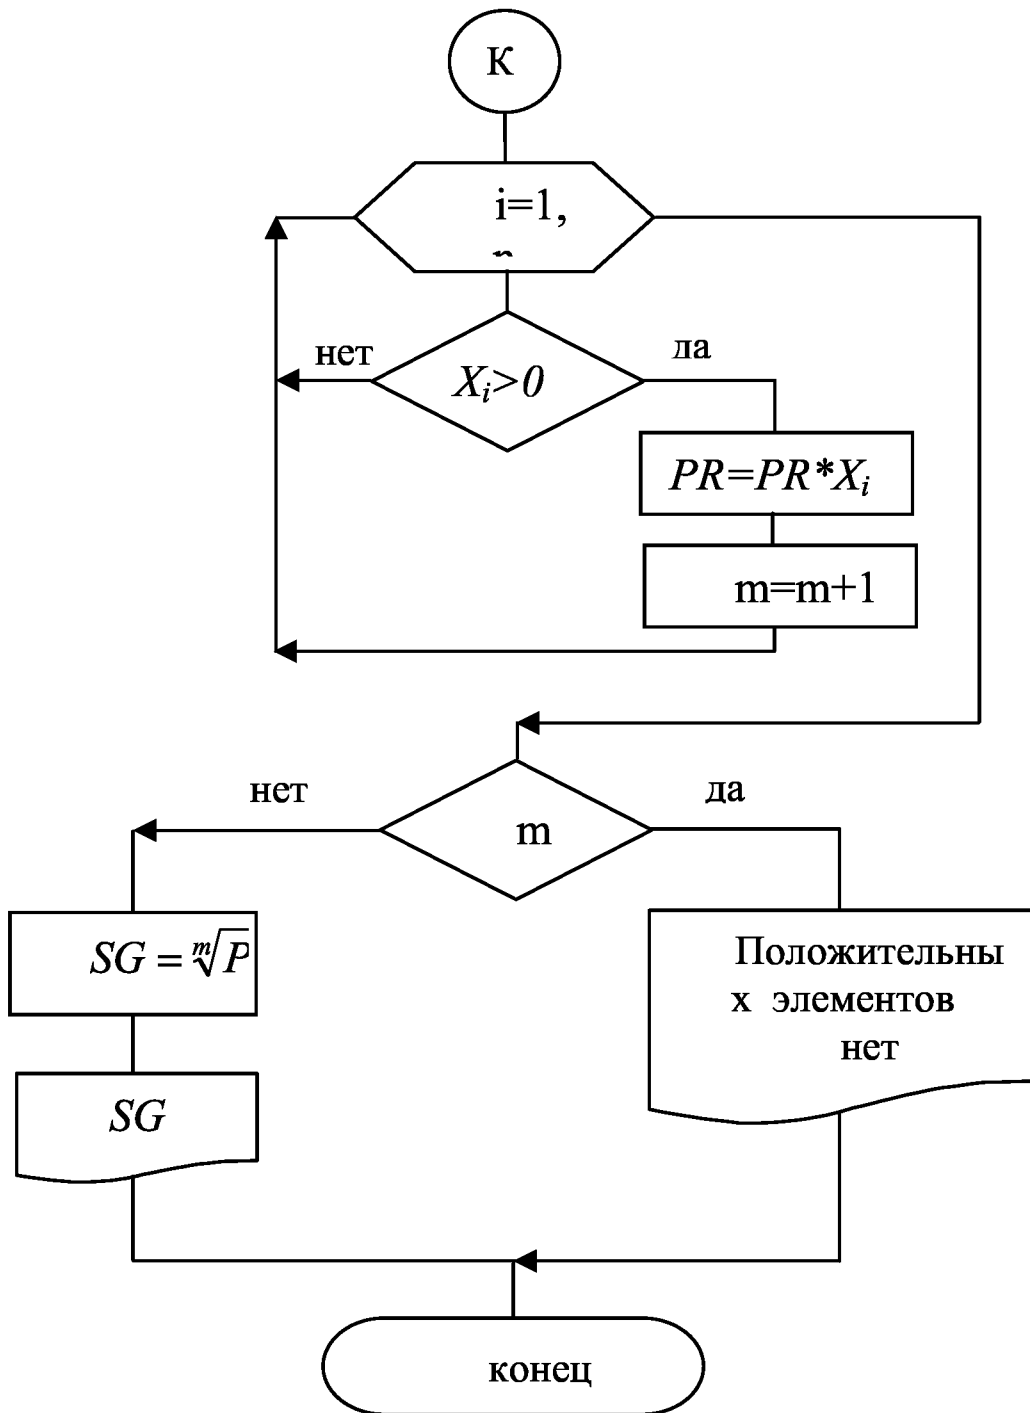 К
i=1,
нет
да
Xᵢ>0
PR=PR*Xᵢ
m=m+1
нет
да
m
SG = ᵐ√P
Положительны
х элементов
нет
SG
конец